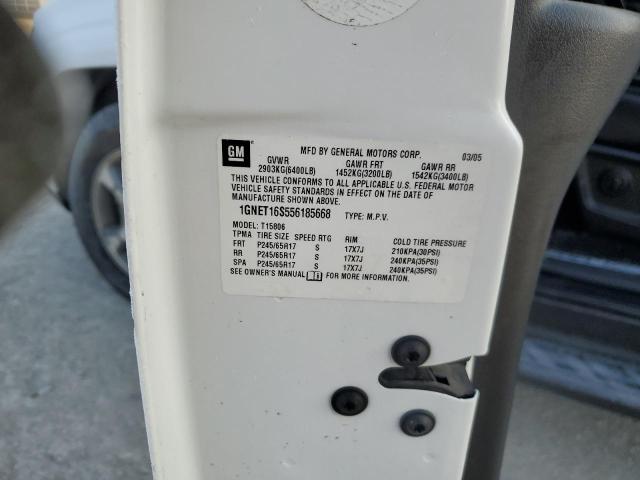 GM
MFD BY GENERAL MOTORS CORP. 03/05
GVWR GAWR FRT GAWR RR
2903KG(6400LB) 1452KG(3200LB) 1542KG(3400LB)
THIS VEHICLE CONFORMS TO ALL APPLICABLE U.S. FEDERAL MOTOR
VEHICLE SAFETY STANDARDS IN EFFECT ON THE DATE OF
MANUFACTURE SHOWN ABOVE.
1GNET16S556185668 TYPE: M.P.V.
MODEL: T15806
TPMA TIRE SIZE SPEED RTG RIM COLD TIRE PRESSURE
FRT P245/65R17 S 17X7J 210KPA(30PSI)
RR P245/65R17 S 17X7J 240KPA(35PSI)
SPA P245/65R17 S 17X7J 240KPA(35PSI)
SEE OWNER'S MANUAL FOR MORE INFORMATION.